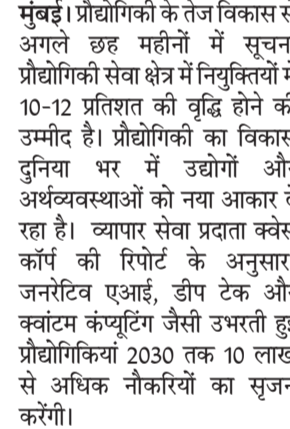 मुंबई। प्रौद्योगिकी के तेज विकास स
अगले छह महीनों में सूचन
प्रौद्योगिकी सेवा क्षेत्र में नियुक्तियों म
10-12 प्रतिशत की वृद्धि होने क
उम्मीद है। प्रौद्योगिकी का विकास
दुनिया भर में उद्योगों औ
अर्थव्यवस्थाओं को नया आकार द
रहा है। व्यापार सेवा प्रदाता क्वेस
कॉर्प की रिपोर्ट के अनुसार
जनरेटिव एआई, डीप टेक औ
क्वांटम कंप्यूटिंग जैसी उभरती हु
प्रौद्योगिकियां 2030 तक 10 लाख
से अधिक नौकरियों का सृजन
करेंगी।